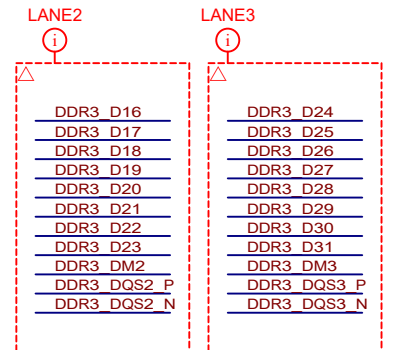 LANE2
i
DDR3_D16
DDR3_D17
DDR3_D18
DDR3_D19
DDR3_D20
DDR3_D21
DDR3_D22
DDR3_D23
DDR3_DM2
DDR3_DQS2_P
DDR3_DQS2_N
LANE3
i
DDR3_D24
DDR3_D25
DDR3_D26
DDR3_D27
DDR3_D28
DDR3_D29
DDR3_D30
DDR3_D31
DDR3_DM3
DDR3_DQS3_P
DDR3_DQS3_N